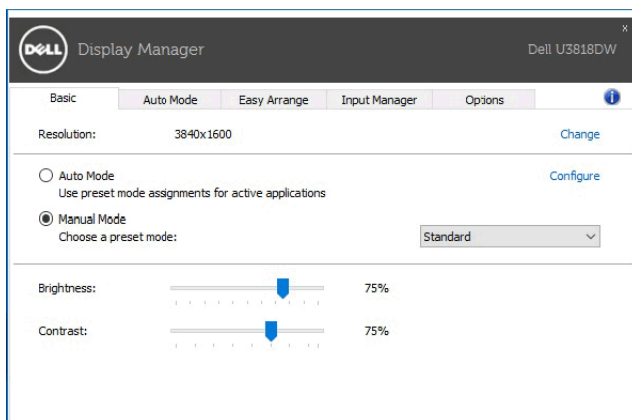 DELL Display Manager Dell U3818DW x
Basic Auto Mode Easy Arrange Input Manager Options i
Resolution: 3840x1600 Change
Auto Mode Configure
Use preset mode assignments for active applications
Manual Mode
Choose a preset mode: Standard
Brightness: 75%
Contrast: 75%